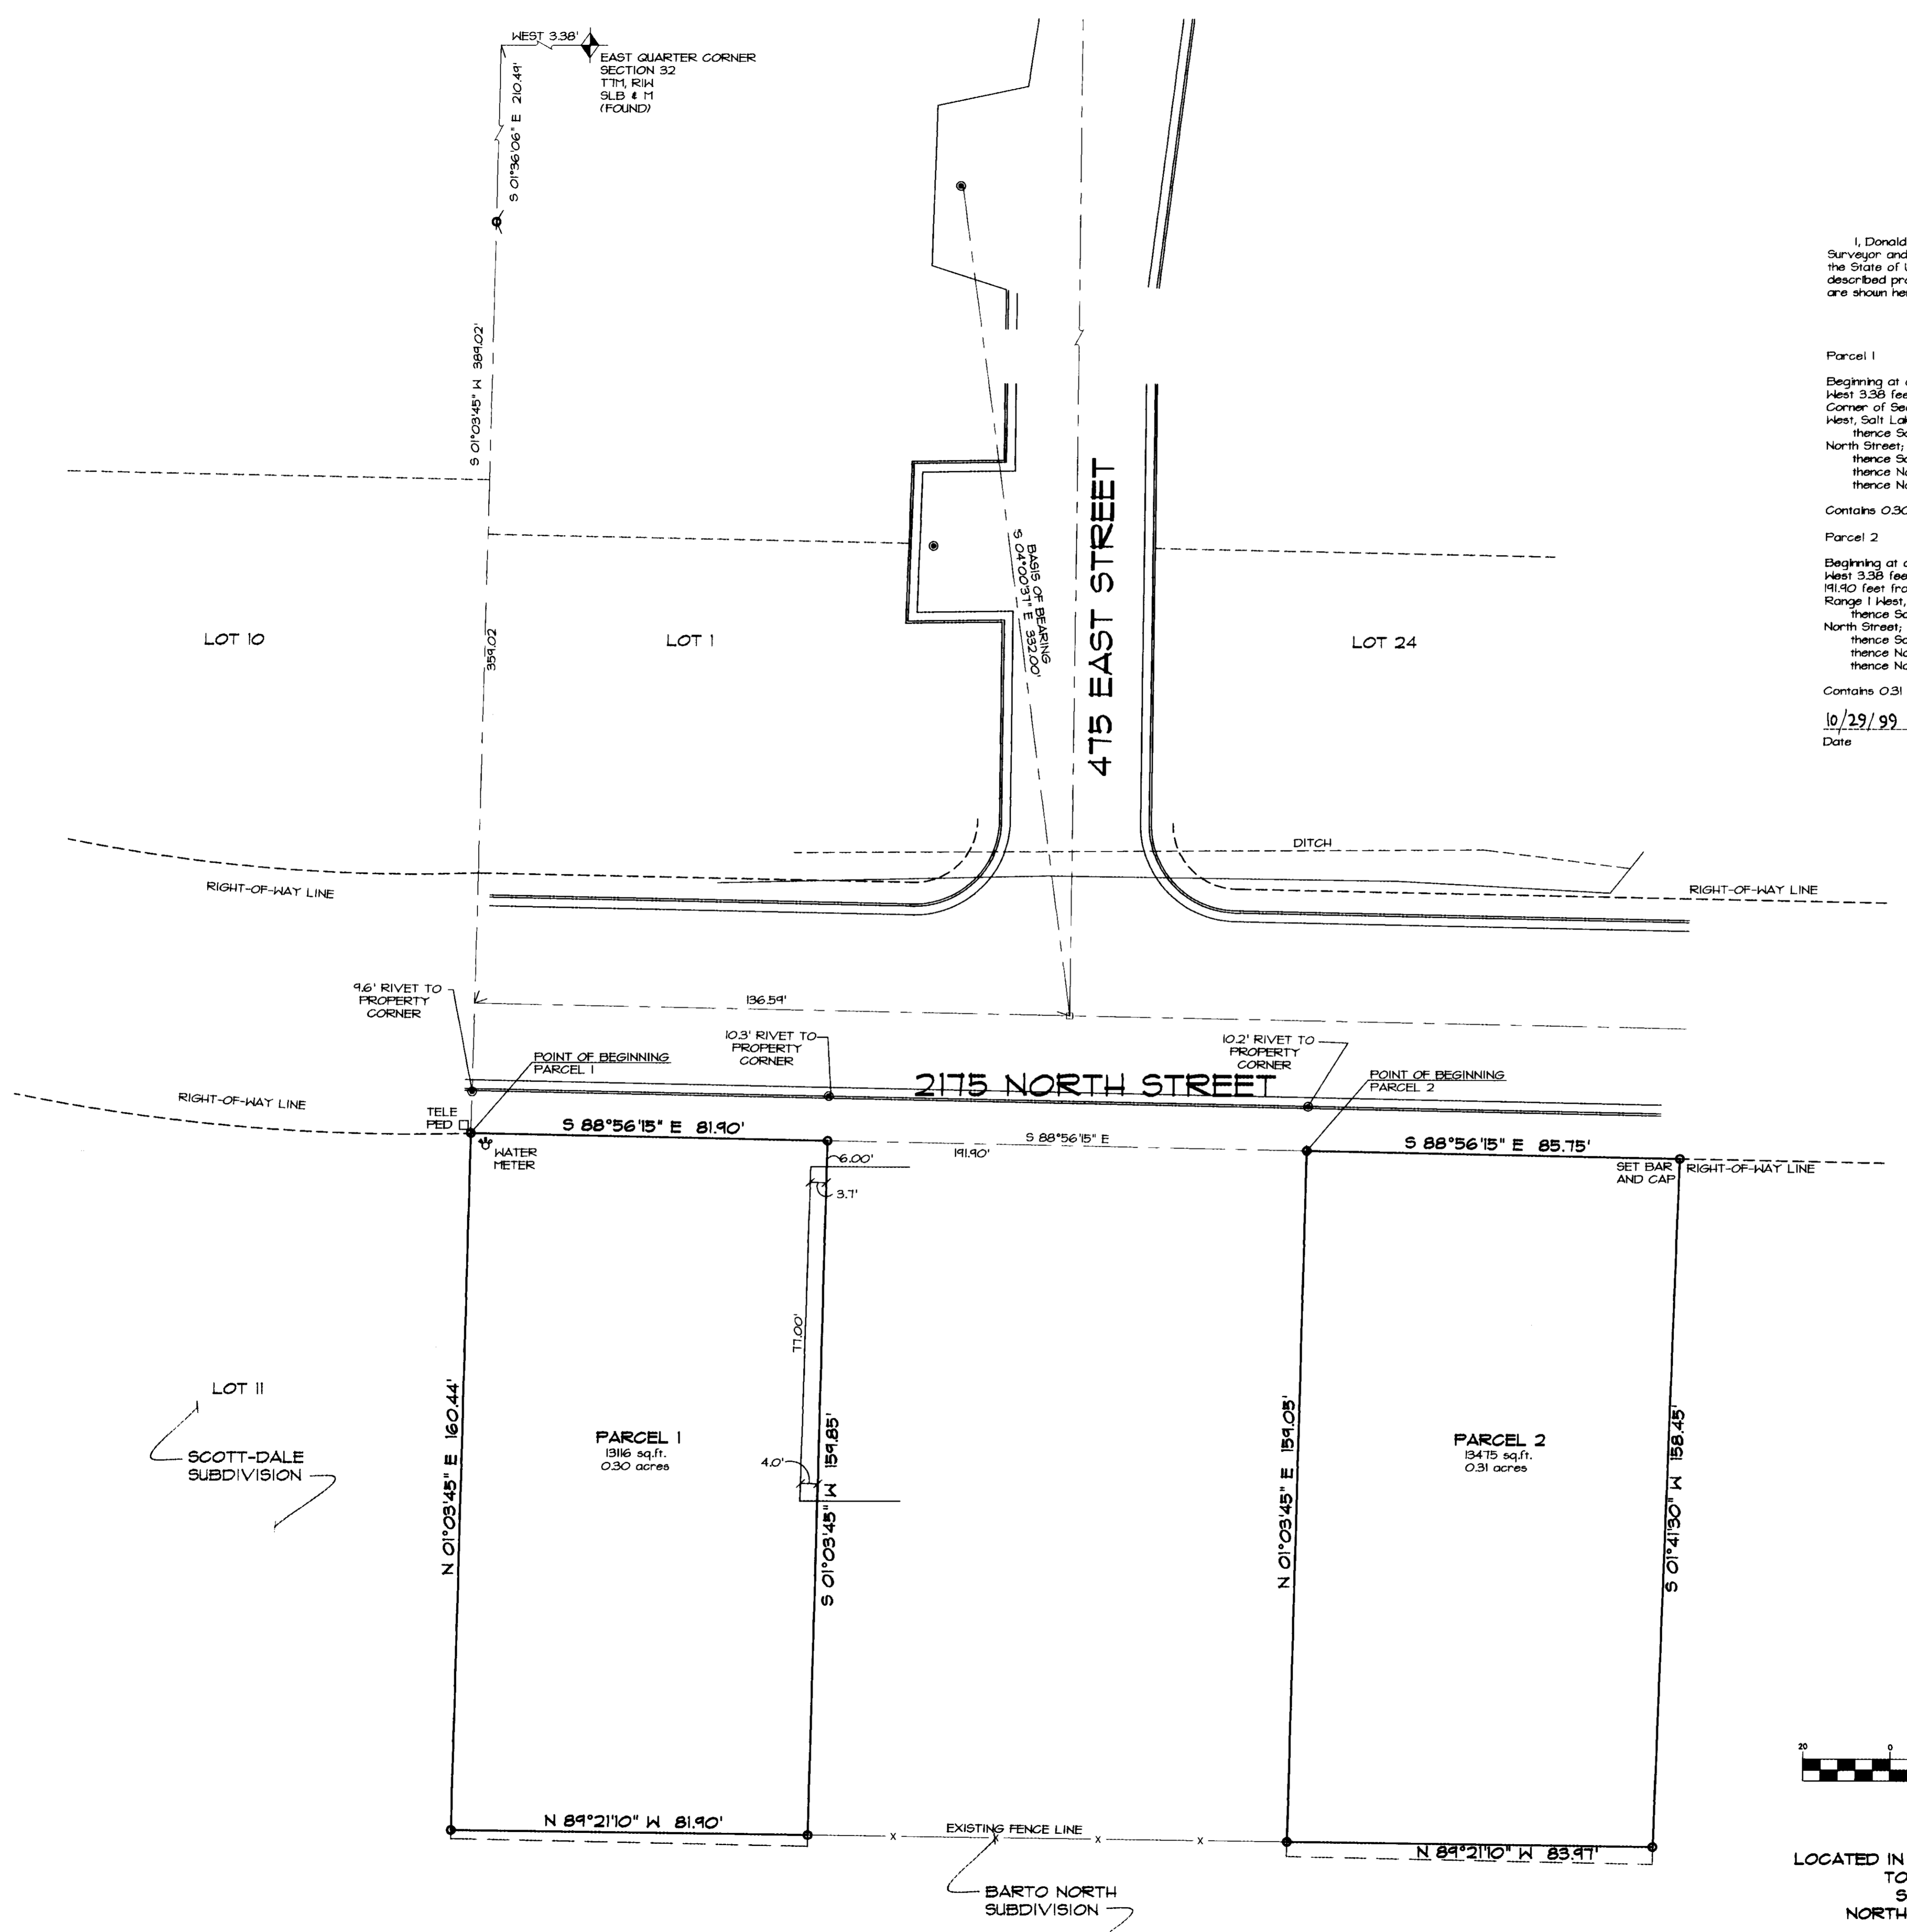 WEST 3.38'
EAST QUARTER CORNER
SECTION 32
T7M, R1W
SLB & M
(FOUND)
S 01°36'06" E 210.49'
S 01°03'45" W 389.02'
359.02
LOT 10
LOT 1
BASIS OF BEARING
S 04°00'37" E 332.00'
475 EAST STREET
LOT 24
I, Donald
Surveyor and
the State of
described
are shown
Parcel 1
Beginning at
West 3.38
Corner of
West, Salt
thence
North Street;
thence
thence
thence
Contains 0.30
Parcel 2
Beginning at
West 3.38
191.90 feet
Range 1 West,
thence
North Street;
thence
thence
thence
Contains 0.31
10/29/99
Date
DITCH
RIGHT-OF-WAY LINE
RIGHT-OF-WAY LINE
9.6' RIVET TO
PROPERTY
CORNER
136.59'
10.3' RIVET TO
PROPERTY
CORNER
10.2' RIVET TO
PROPERTY
CORNER
POINT OF BEGINNING
PARCEL 1
2175 NORTH STREET
POINT OF BEGINNING
PARCEL 2
RIGHT-OF-WAY LINE
TELE
PED
WATER
METER
S 88°56'15" E 81.90'
S 88°56'15" E
191.90'
S 88°56'15" E 85.75'
SET BAR
AND CAP
RIGHT-OF-WAY LINE
6.00'
3.7'
77.00'
4.0'
LOT 11
SCOTT-DALE
SUBDIVISION
N 01°03'45" E 160.44'
PARCEL 1
13116 sq.ft.
0.30 acres
S 01°03'45" W 159.85'
N 01°03'45" E 159.05'
PARCEL 2
13475 sq.ft.
0.31 acres
S 01°41'30" W 158.45'
N 89°21'10" W 81.90'
X
EXISTING FENCE LINE
X
X
X
N 89°21'10" W 83.97'
BARTO NORTH
SUBDIVISION
20 0
LOCATED IN
NORTH